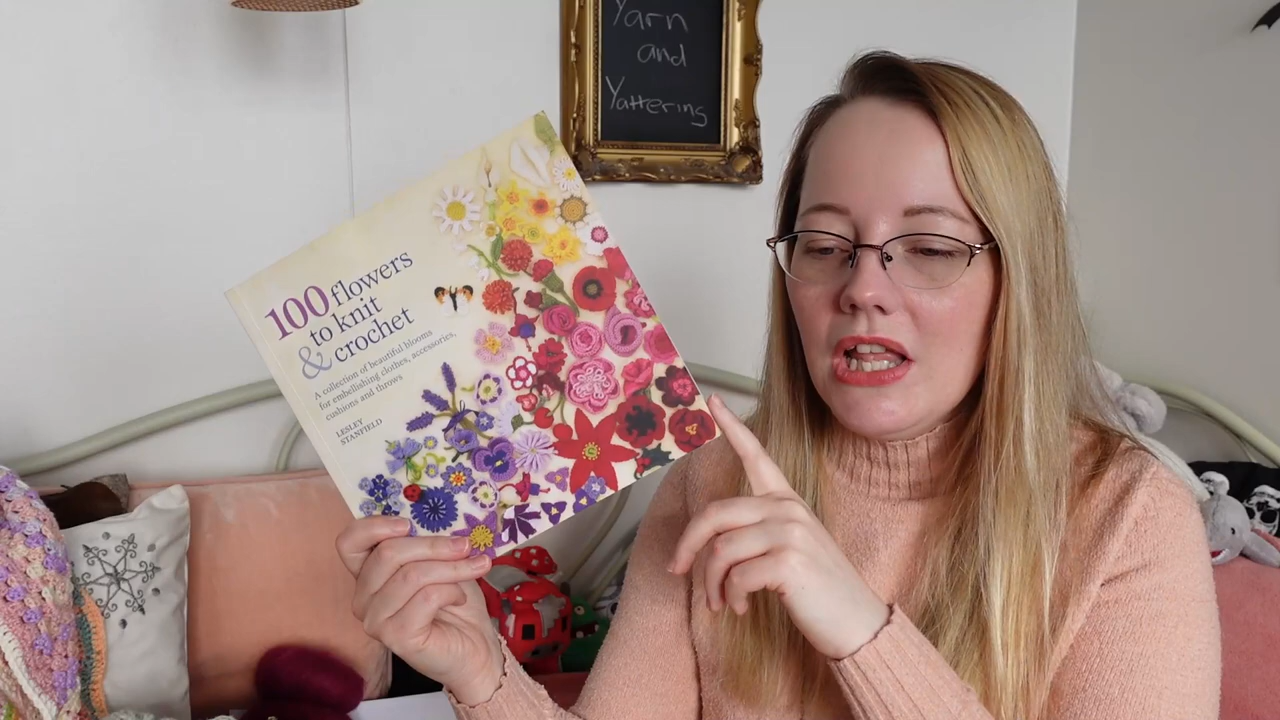 Yarn
and
Yattering
100 flowers
to knit
& crochet
A collection of beautiful blooms
for embellishing clothes, accessories,
cushions and throws
LESLEY
STANFIELD